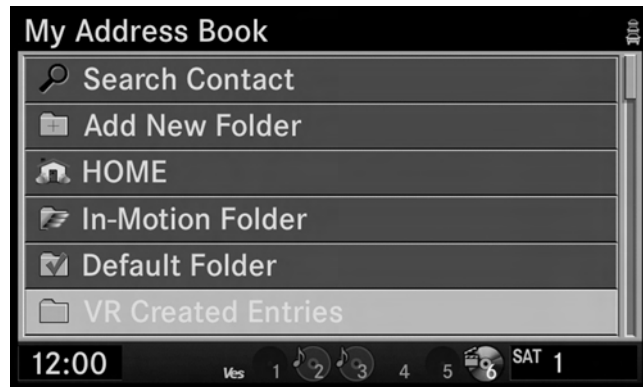 My Address Book
Search Contact
Add New Folder
HOME
In-Motion Folder
Default Folder
VR Created Entries
12:00 Ves 1 2 3 4 5 6 SAT 1